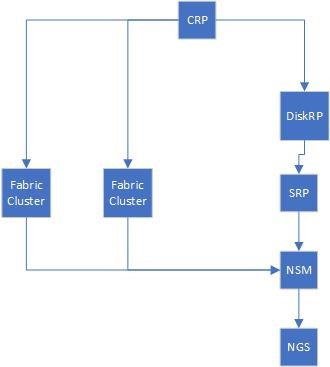 CRP
DiskRP
Fabric
Cluster
Fabric
Cluster
SRP
NSM
NGS